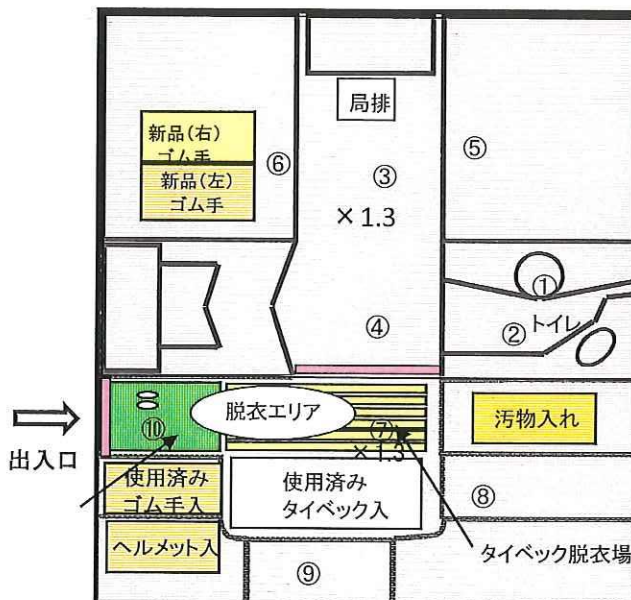 局排
新品(右)
ゴム手
新品(左)
ゴム手
⑥
③
⑤
×1.3
①
②
トイレ
④
脱衣エリア
⑩
⑦
×1.3
汚物入れ
出入口
使用済み
ゴム手入
使用済み
タイベック入
⑧
ヘルメット入
⑨
タイベック脱衣場